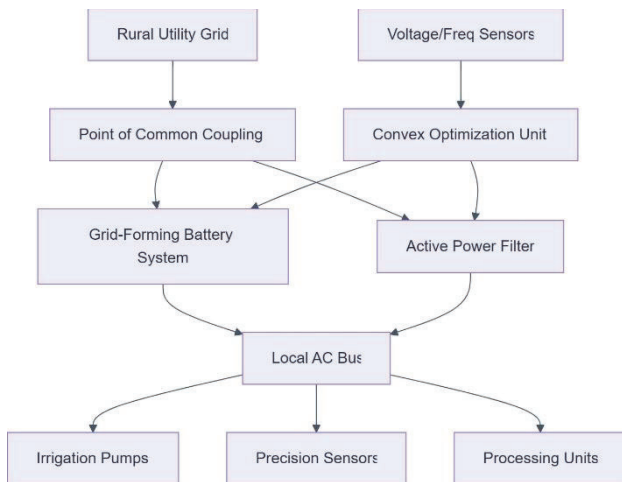 Rural Utility Grid
Voltage/Freq Sensors
Point of Common Coupling
Convex Optimization Unit
Grid-Forming Battery
System
Active Power Filter
Local AC Bus
Irrigation Pumps
Precision Sensors
Processing Units